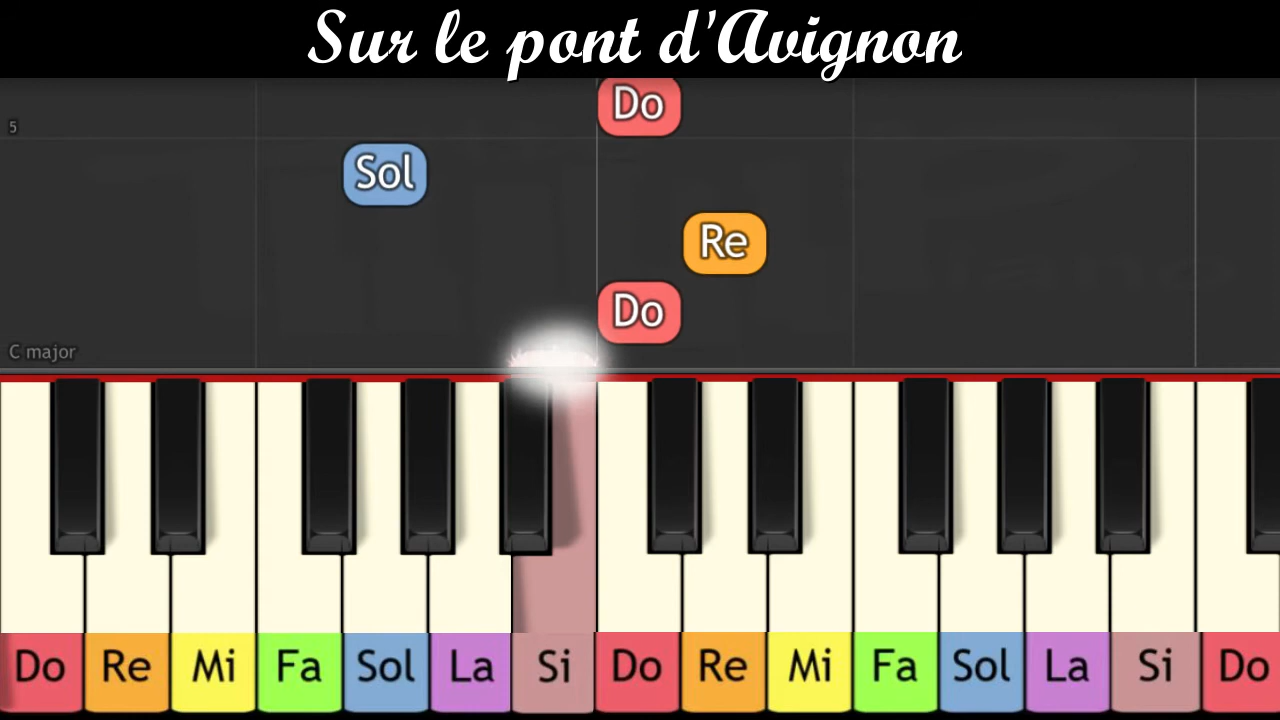 Sur le pont d'Avignon
Do
5
Sol
Re
Do
C major
Do Re Mi Fa Sol La Si Do Re Mi Fa Sol La Si Do